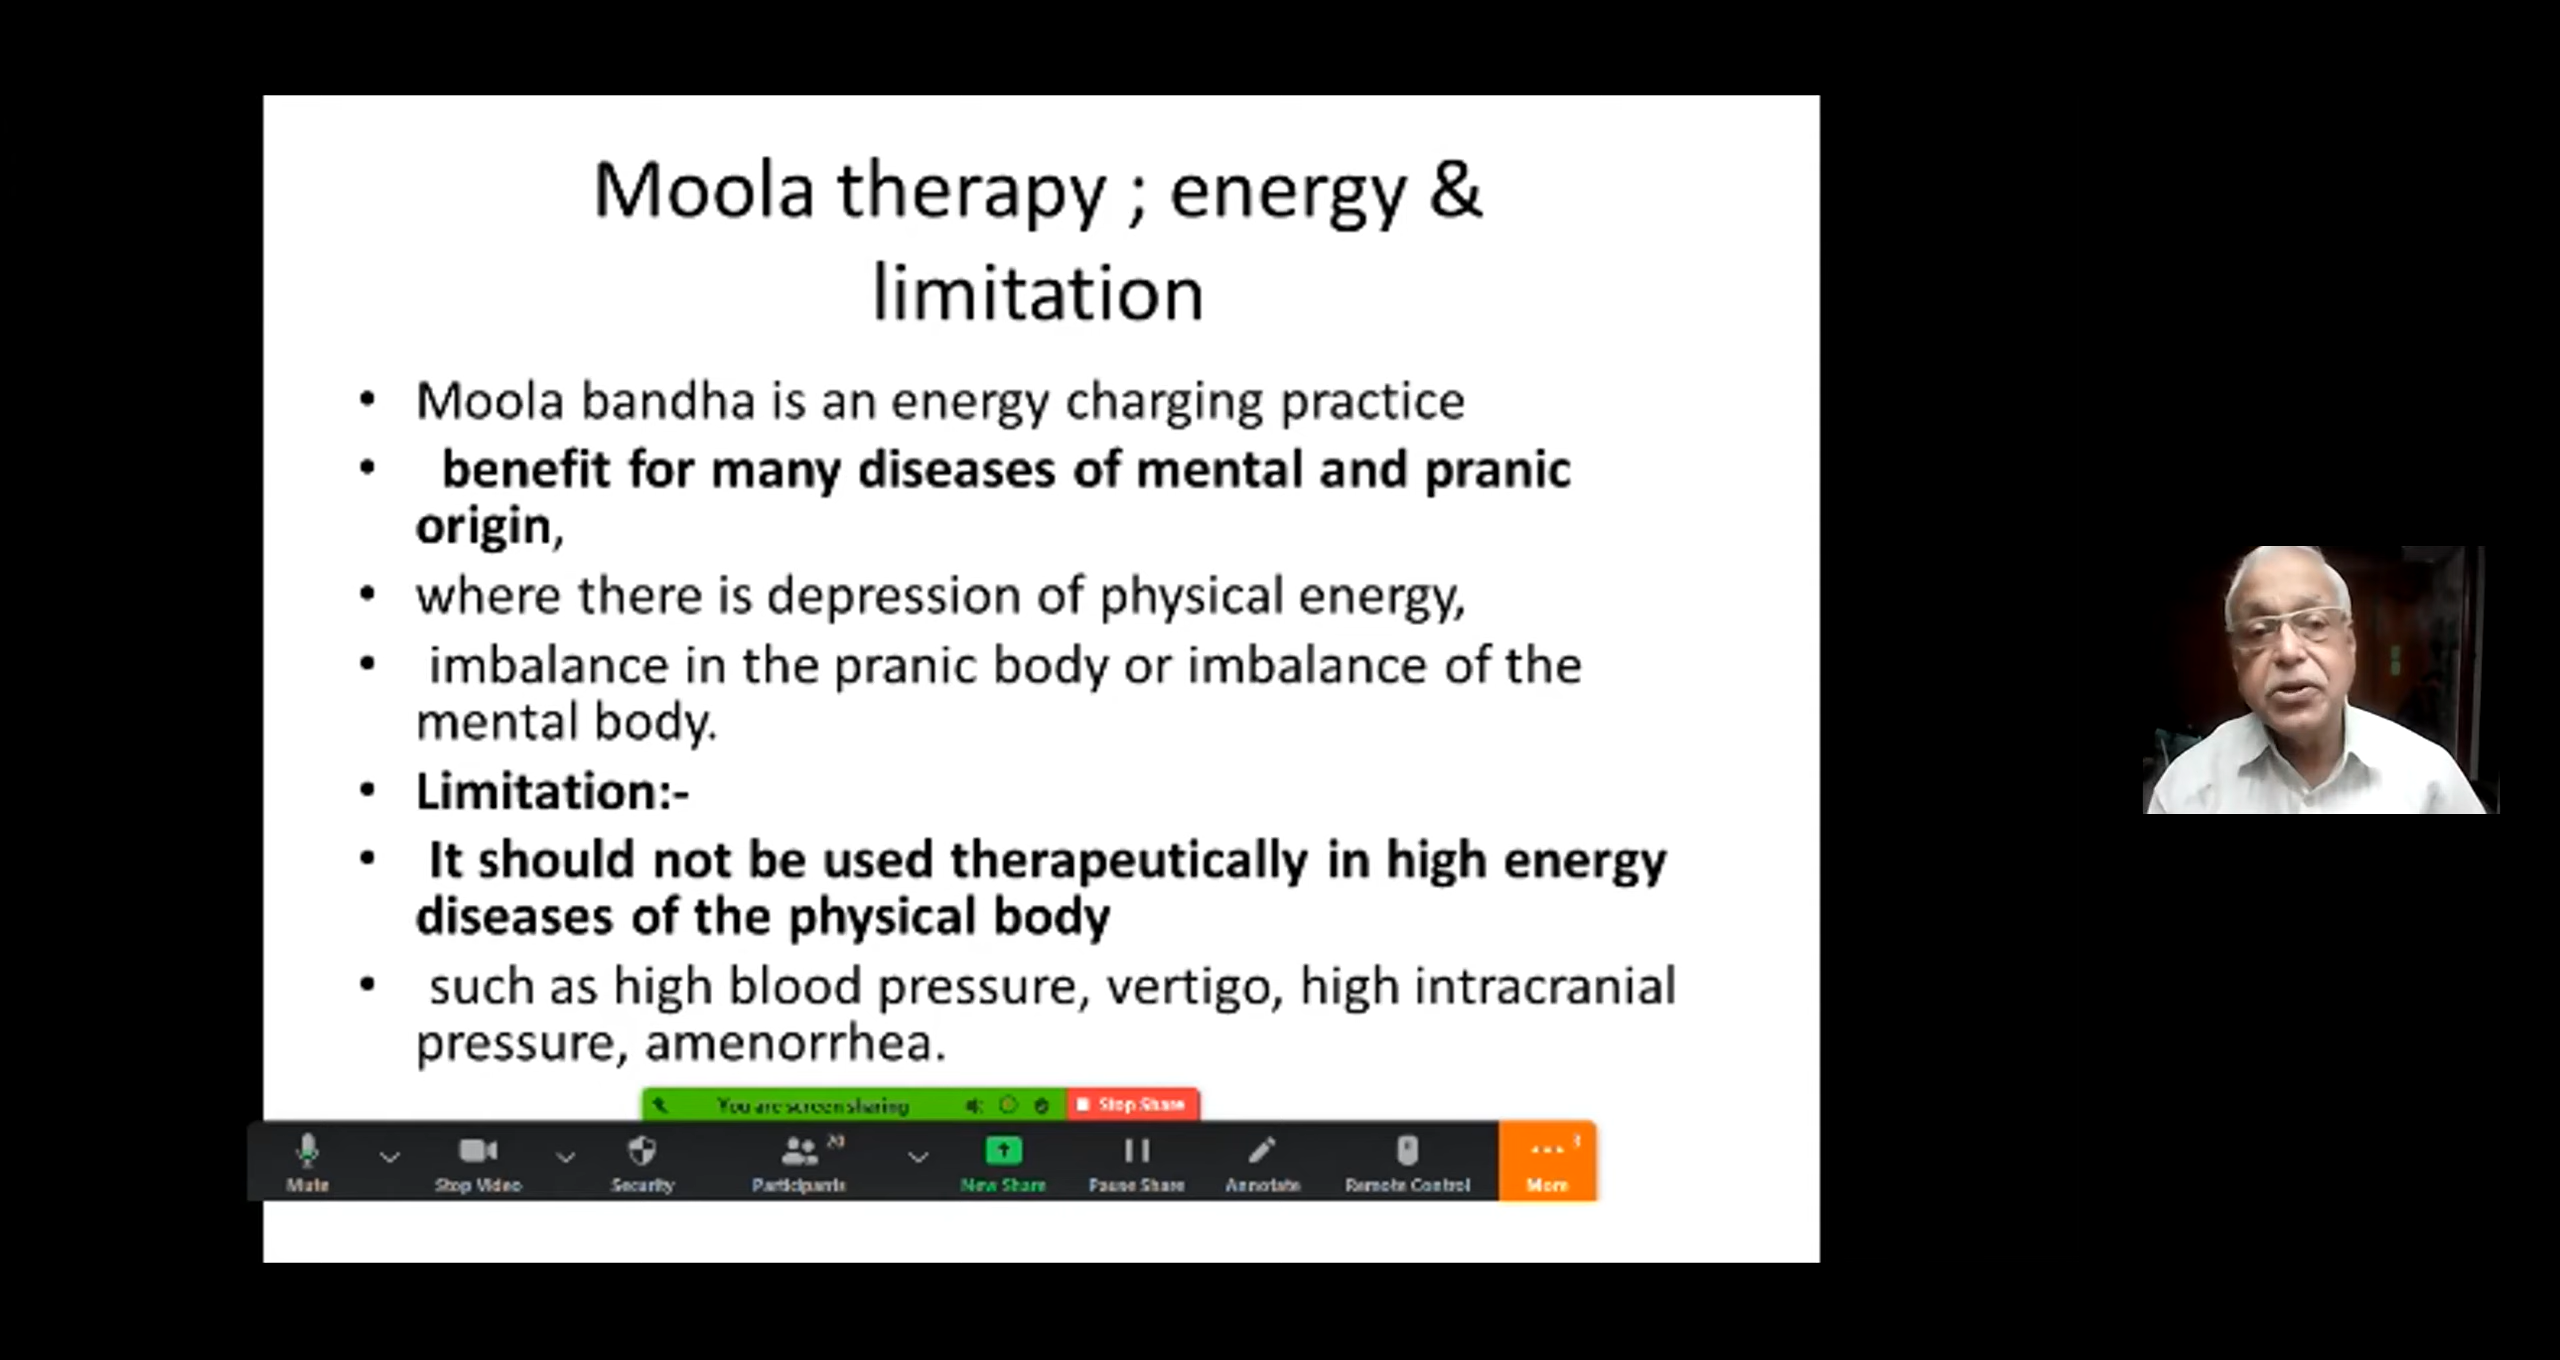 Moola therapy ; energy &
limitation
• Moola bandha is an energy charging practice
• benefit for many diseases of mental and pranic
origin,
• where there is depression of physical energy,
• imbalance in the pranic body or imbalance of the
mental body.
• Limitation:-
• It should not be used therapeutically in high energy
diseases of the physical body
• such as high blood pressure, vertigo, high intracranial
pressure, amenorrhea.
You are screen sharing Stop Share
20 3
Mute Stop Video Security Participants New Share Pause Share Annotate Remote Control More